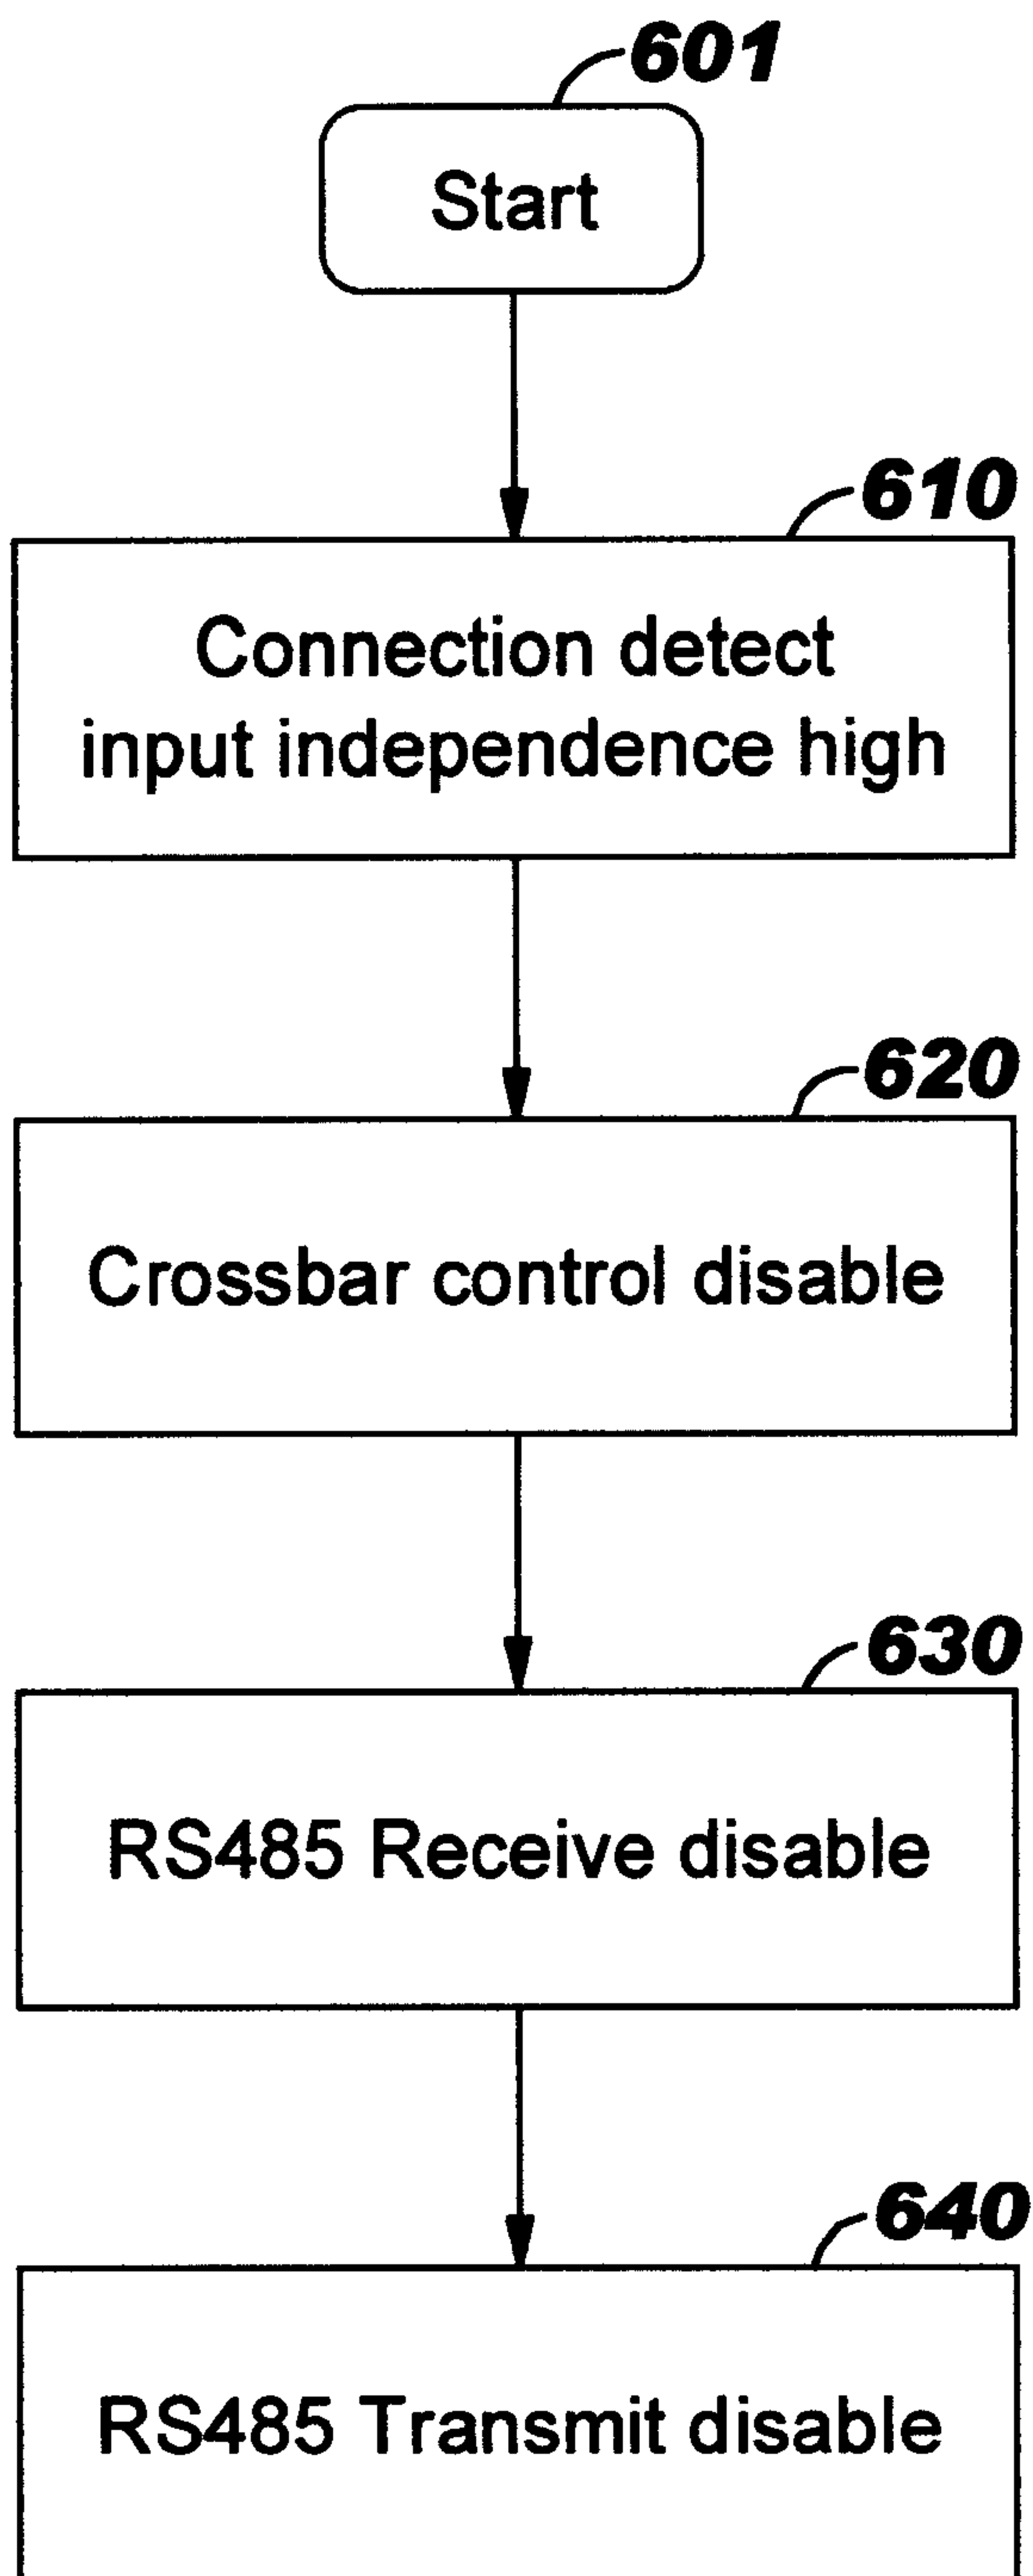 601
Start
610
Connection detect
input independence high
620
Crossbar control disable
630
RS485 Receive disable
640
RS485 Transmit disable